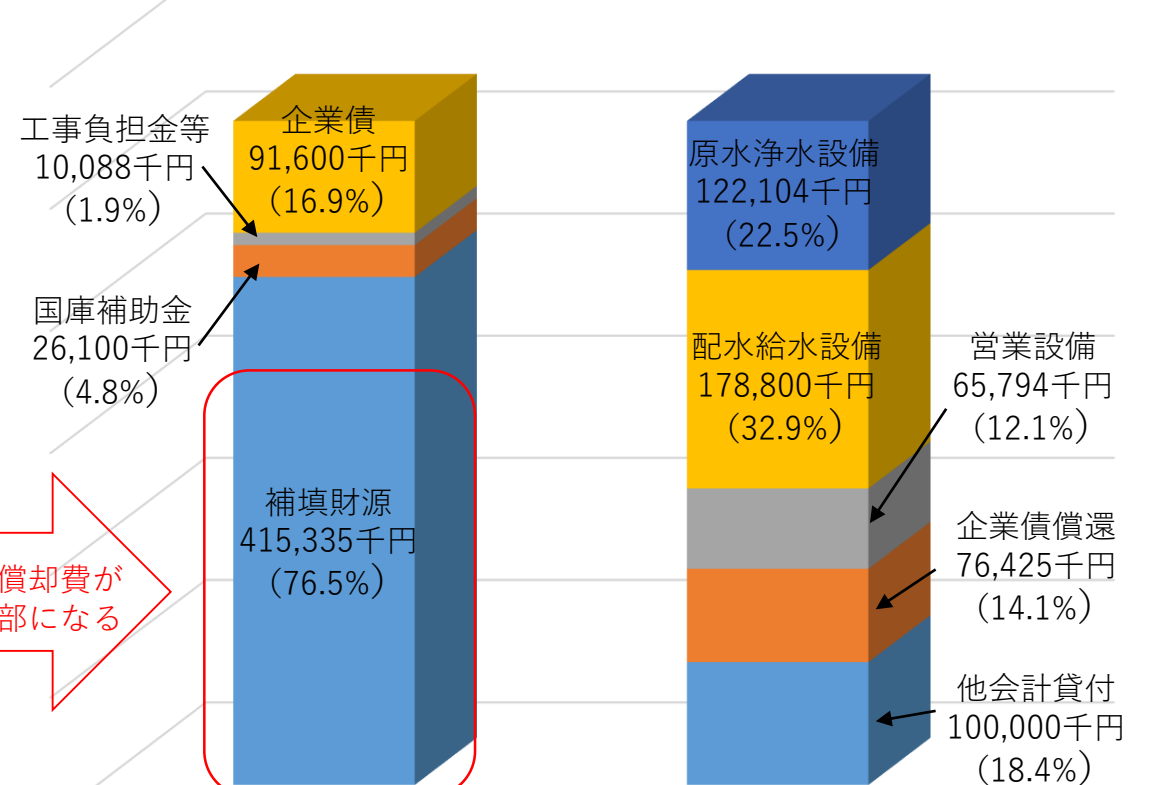 工事負担金等
10,088千円
(1.9%)
企業債
91,600千円
(16.9%)
国庫補助金
26,100千円
(4.8%)
補填財源
415,335千円
(76.5%)
償却費が
部になる
原水浄水設備
122,104千円
(22.5%)
配水給水設備
178,800千円
(32.9%)
営業設備
65,794千円
(12.1%)
企業債償還
76,425千円
(14.1%)
他会計貸付
100,000千円
(18.4%)